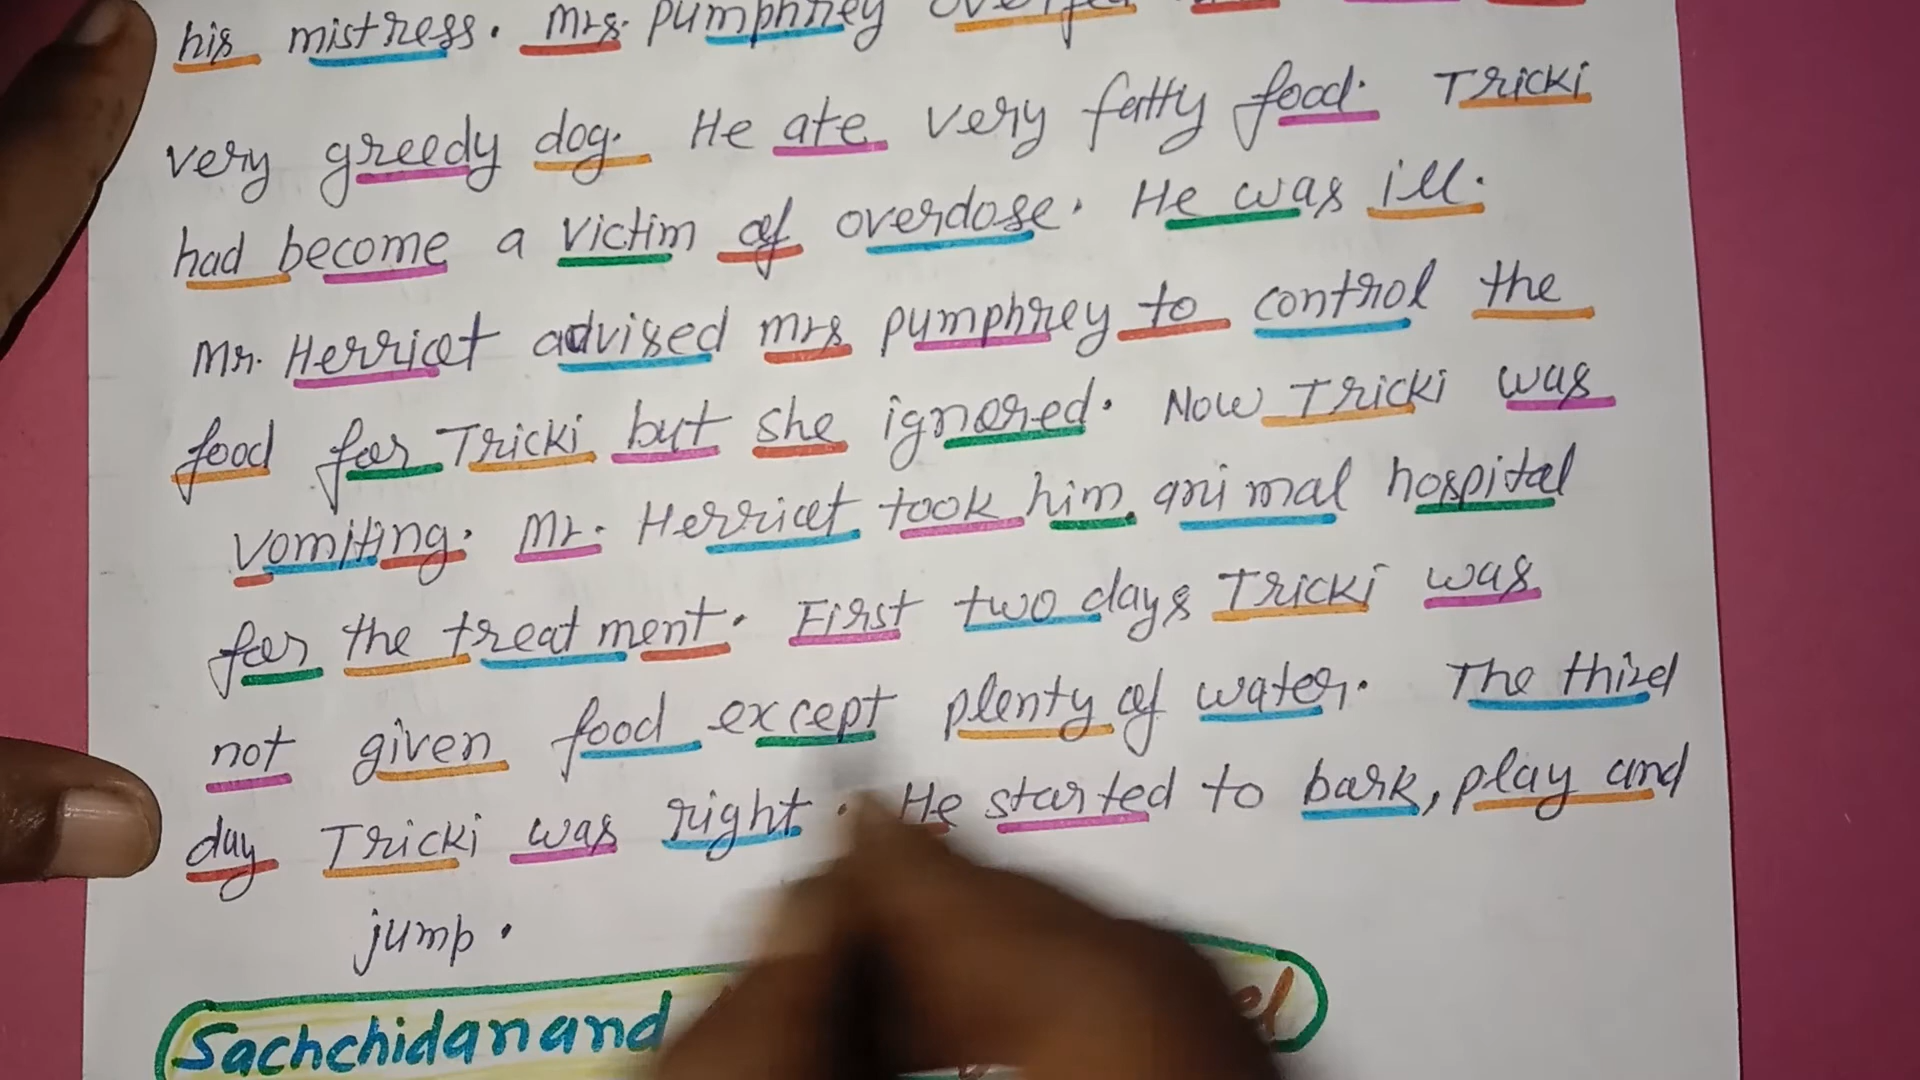 his mistress. Mrs. pumphrey
very greedy dog. He ate very fatty food. Tricki
had become a victim of overdose. He was ill.
Mr. Herriot advised mrs pumphrey to control the
food for Tricki but she ignored. Now Tricki was
vomiting. Mr. Herriot took him animal hospital
for the treatment. First two days Tricki was
not given food except plenty of water. The third
day Tricki was right. He started to bark, play and
jump.
Sachchidanand